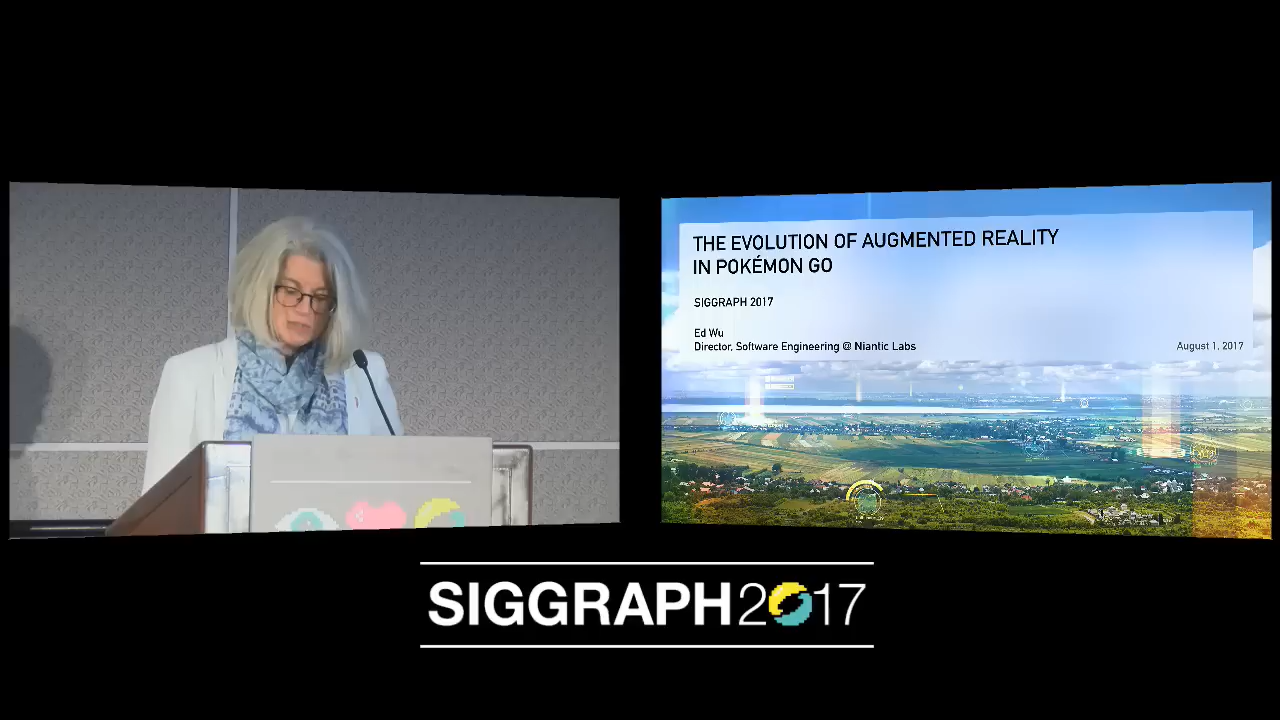 THE EVOLUTION OF AUGMENTED REALITY
IN POKÉMON GO
SIGGRAPH 2017
Ed Wu
Director, Software Engineering @ Niantic Labs
August 1, 2017
SIGGRAPH2017